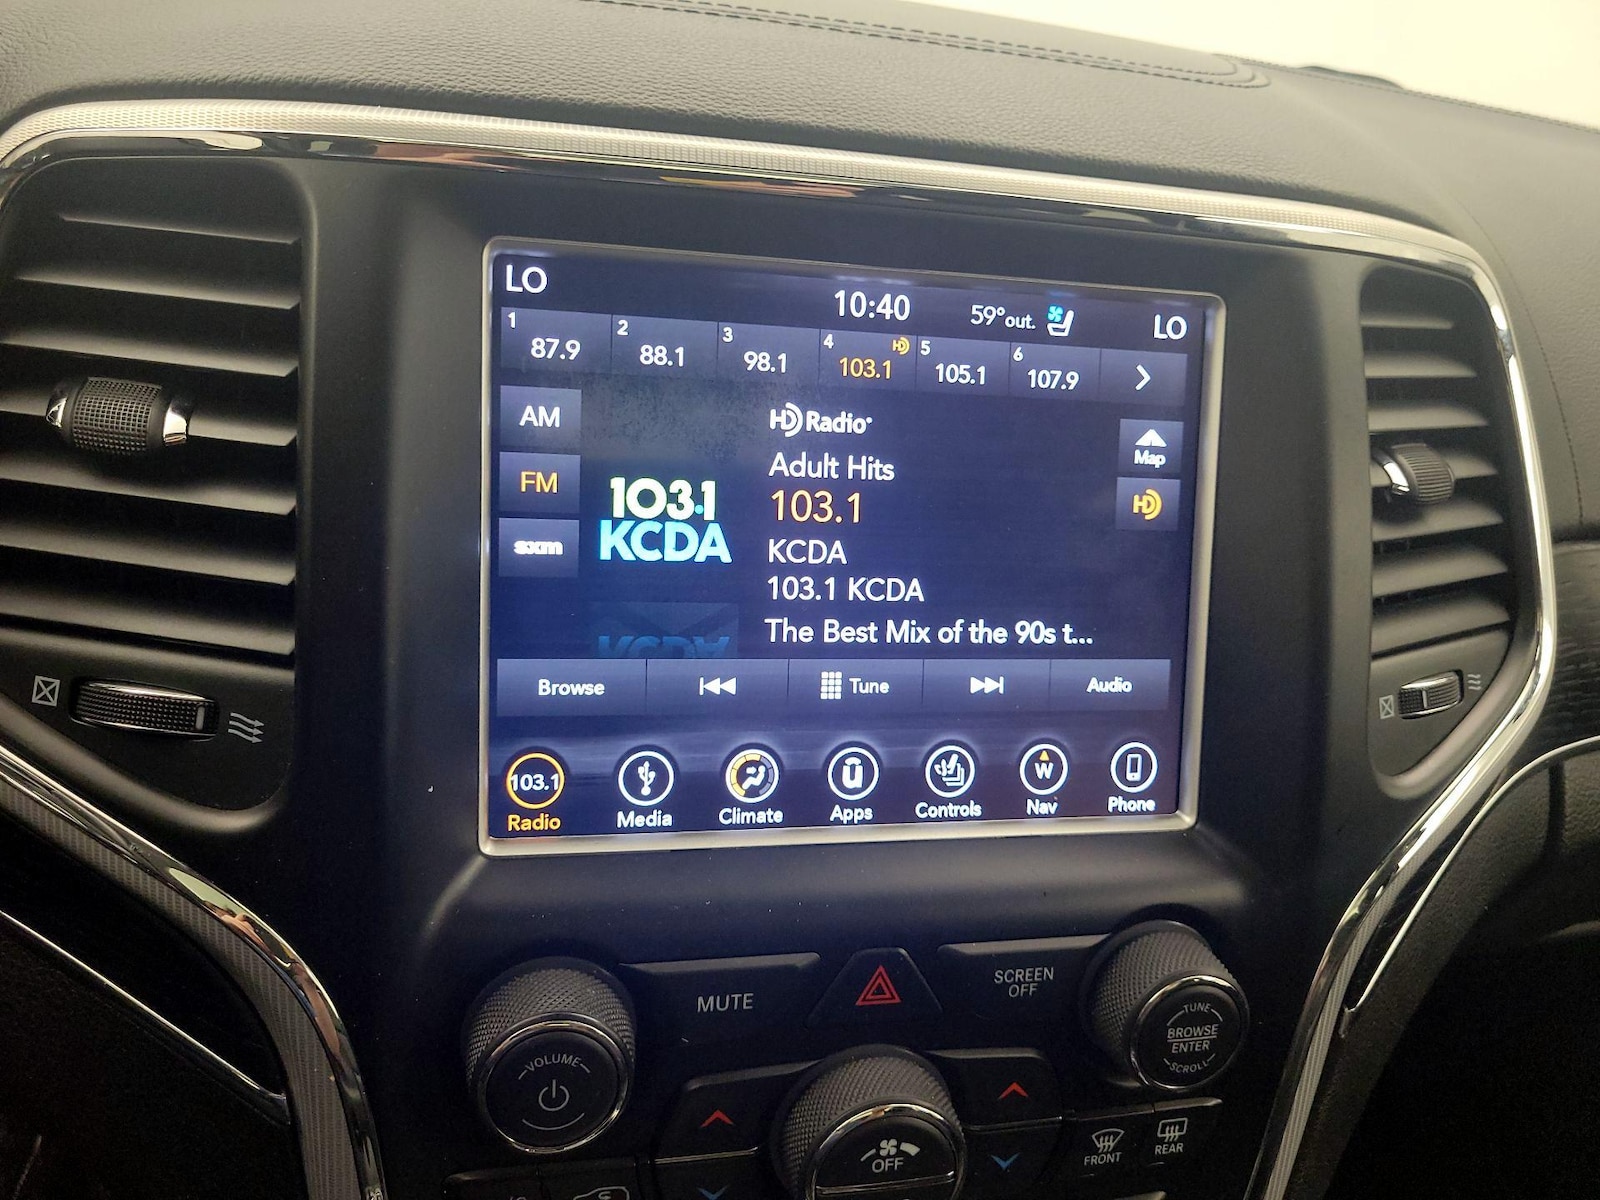 LO
10:40
59°out.
LO
1 87.9
2 88.1
3 98.1
4 103.1 HD
5 105.1
6 107.9
AM
FM
sxm
103.1
KCDA
HD Radio
Adult Hits
103.1
KCDA
103.1 KCDA
The Best Mix of the 90s t...
Map
HD
Browse
Tune
Audio
103.1
Radio
Media
Climate
Apps
Controls
W
Nav
Phone
MUTE
SCREEN
OFF
VOLUME
TUNE
BROWSE
ENTER
SCROLL
OFF
FRONT
REAR